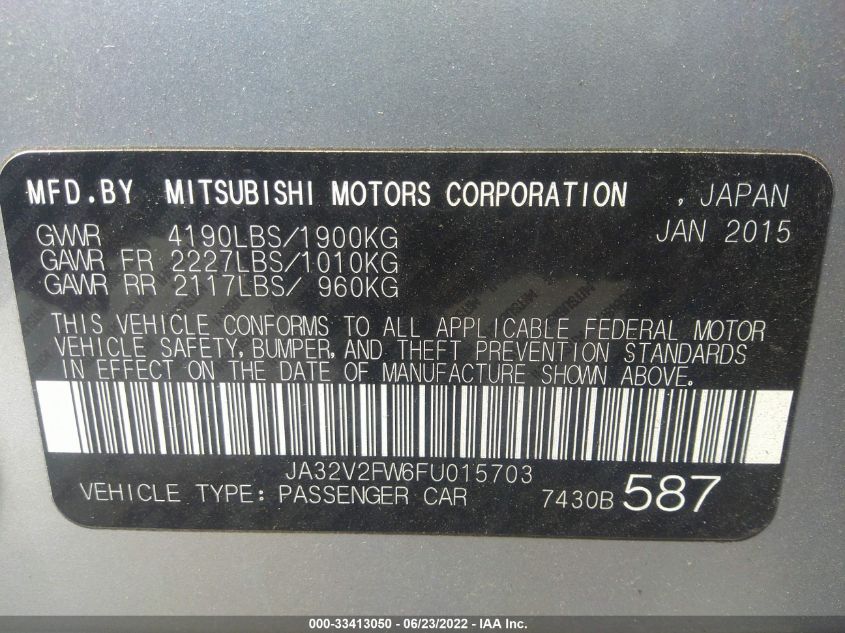 MFD.BY MITSUBISHI MOTORS CORPORATION , JAPAN
GVWR 4190LBS/1900KG JAN 2015
GAWR FR 2227LBS/1010KG
GAWR RR 2117LBS/ 960KG
THIS VEHICLE CONFORMS TO ALL APPLICABLE FEDERAL MOTOR
VEHICLE SAFETY, BUMPER, AND THEFT PREVENTION STANDARDS
IN EFFECT ON THE DATE OF MANUFACTURE SHOWN ABOVE.
JA32V2FW6FU015703
VEHICLE TYPE: PASSENGER CAR 7430B 587
000-33413050 - 06/23/2022 - IAA Inc.